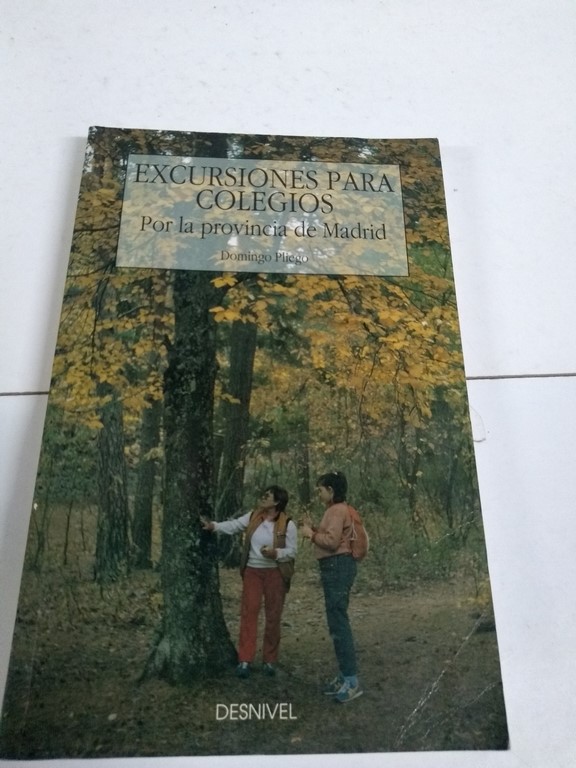 EXCURSIONES PARA
COLEGIOS
Por la provincia de Madrid
Domingo Pliego
DESNIVEL